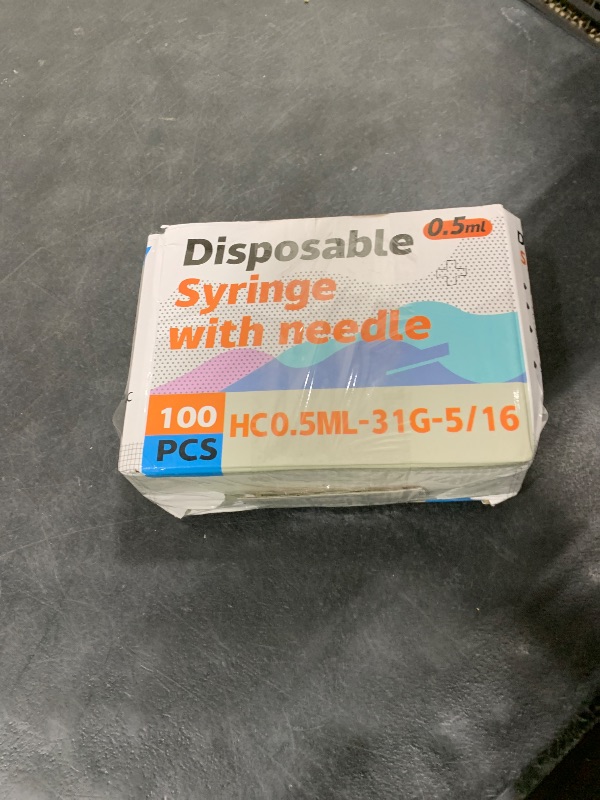 Disposable
0.5ml
Syringe
with needle
100
PCS
HC0.5ML-31G-5/16